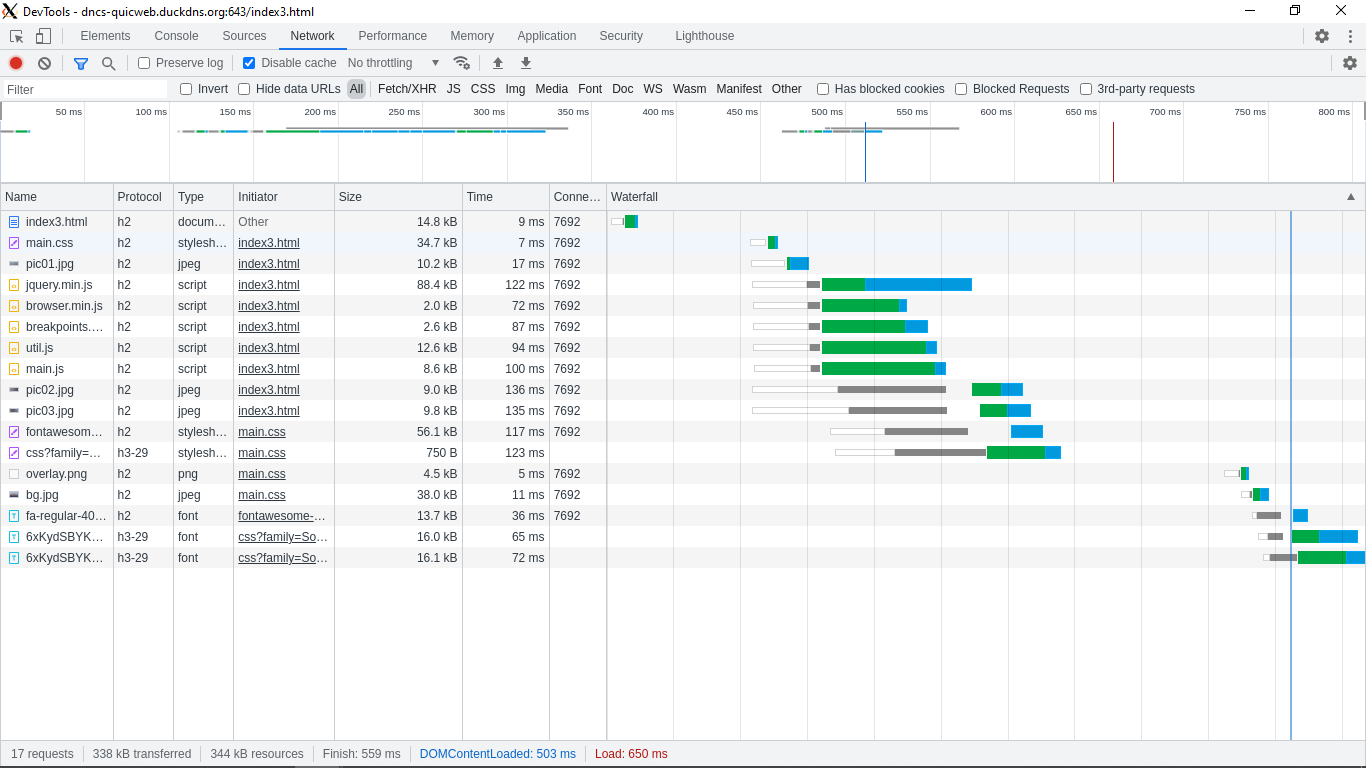 DevTools - dncs-quicweb.duckdns.org:643/index3.html
Elements Console Sources Network Performance Memory Application Security Lighthouse
Preserve log Disable cache No throttling
Filter Invert Hide data URLs All Fetch/XHR JS CSS Img Media Font Doc WS Wasm Manifest Other Has blocked cookies Blocked Requests 3rd-party requests
50 ms 100 ms 150 ms 200 ms 250 ms 300 ms 350 ms 400 ms 450 ms 500 ms 550 ms 600 ms 650 ms 700 ms 750 ms 800 ms
Name Protocol Type Initiator Size Time Conne… Waterfall
index3.html h2 docum… Other 14.8 kB 9 ms 7692
main.css h2 stylesh… index3.html 34.7 kB 7 ms 7692
pic01.jpg h2 jpeg index3.html 10.2 kB 17 ms 7692
jquery.min.js h2 script index3.html 88.4 kB 122 ms 7692
browser.min.js h2 script index3.html 2.0 kB 72 ms 7692
breakpoints.… h2 script index3.html 2.6 kB 87 ms 7692
util.js h2 script index3.html 12.6 kB 94 ms 7692
main.js h2 script index3.html 8.6 kB 100 ms 7692
pic02.jpg h2 jpeg index3.html 9.0 kB 136 ms 7692
pic03.jpg h2 jpeg index3.html 9.8 kB 135 ms 7692
fontawesom… h2 stylesh… main.css 56.1 kB 117 ms 7692
css?family=… h3-29 stylesh… main.css 750 B 123 ms
overlay.png h2 png main.css 4.5 kB 5 ms 7692
bg.jpg h2 jpeg main.css 38.0 kB 11 ms 7692
fa-regular-40… h2 font fontawesome-… 13.7 kB 36 ms 7692
6xKydSBYK… h3-29 font css?family=So… 16.0 kB 65 ms
6xKydSBYK… h3-29 font css?family=So… 16.1 kB 72 ms
17 requests 338 kB transferred 344 kB resources Finish: 559 ms DOMContentLoaded: 503 ms Load: 650 ms